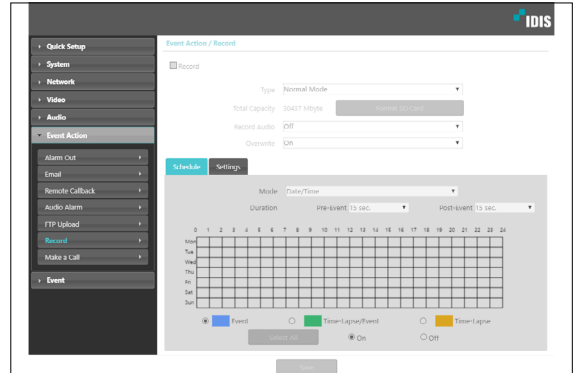 IDIS
Quick Setup
System
Network
Video
Audio
Event Action
Alarm Out
Email
Remote Callback
Audio Alarm
FTP Upload
Record
Make a Call
Event
Event Action / Record
Record
Type Normal Mode
Total Capacity 30427 Mbyte Format SD Card
Record Audio Off
Overwrite On
Schedule Settings
Mode Date/Time
Duration Pre-Event 15 sec. Post-Event 15 sec.
0 1 2 3 4 5 6 7 8 9 10 11 12 13 14 15 16 17 18 19 20 21 22 23 24
Mon
Tue
Wed
Thu
Fri
Sat
Sun
Event Time-Lapse/Event Time-Lapse
Select All On Off
Save